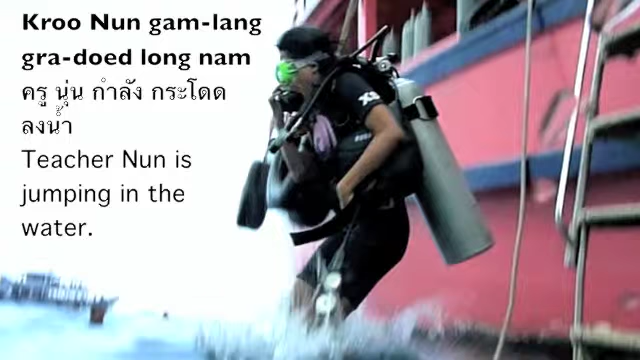 Kroo Nun gam-lang
gra-doed long nam
ครู นุ่น กำลัง กระโดด
ลงน้ำ
Teacher Nun is
jumping in the
water.